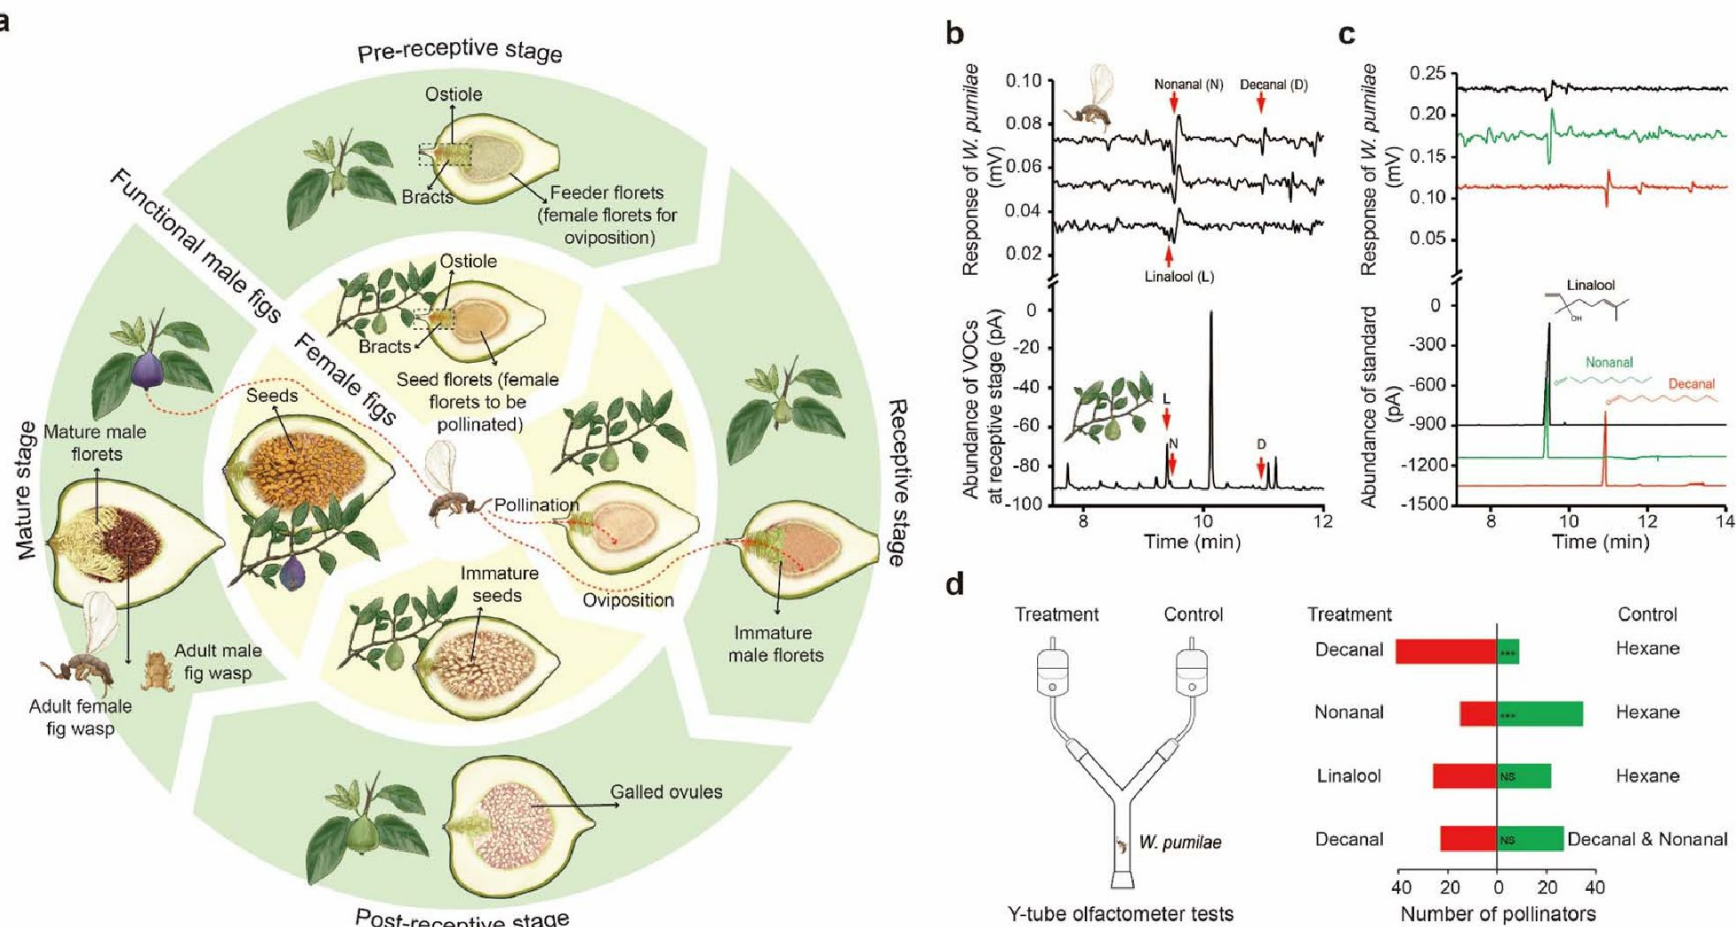 a
Pre-receptive stage
Ostiole
Bracts
Feeder florets
(female florets for
oviposition)
Functional male figs
Ostiole
Bracts
Seed florets (female
florets to be
pollinated)
Female figs
Seeds
Mature stage
Mature male
florets
Pollination
Receptive stage
Oviposition
Immature
seeds
Immature
male florets
Adult male
fig wasp
Adult female
fig wasp
Galled ovules
Post-receptive stage
b
Response of W. pumilae
(mV)
0.10
0.08
0.06
0.04
0.02
Nonanal (N)
Decanal (D)
Linalool (L)
Abundance of VOCs
at receptive stage (pA)
0
-20
-40
-60
-80
-100
L
N
D
8
10
12
Time (min)
c
Response of W. pumilae
(mV)
0.25
0.20
0.15
0.10
0.05
Abundance of standard
(pA)
0
-300
-600
-900
-1200
-1500
Linalool
OH
Nonanal
Decanal
8
10
12
14
Time (min)
d
Treatment
Control
W. pumilae
Y-tube olfactometer tests
Treatment
Control
Decanal
***
Hexane
Nonanal
***
Hexane
Linalool
NS
Hexane
Decanal
NS
Decanal & Nonanal
40
20
0
20
40
Number of pollinators